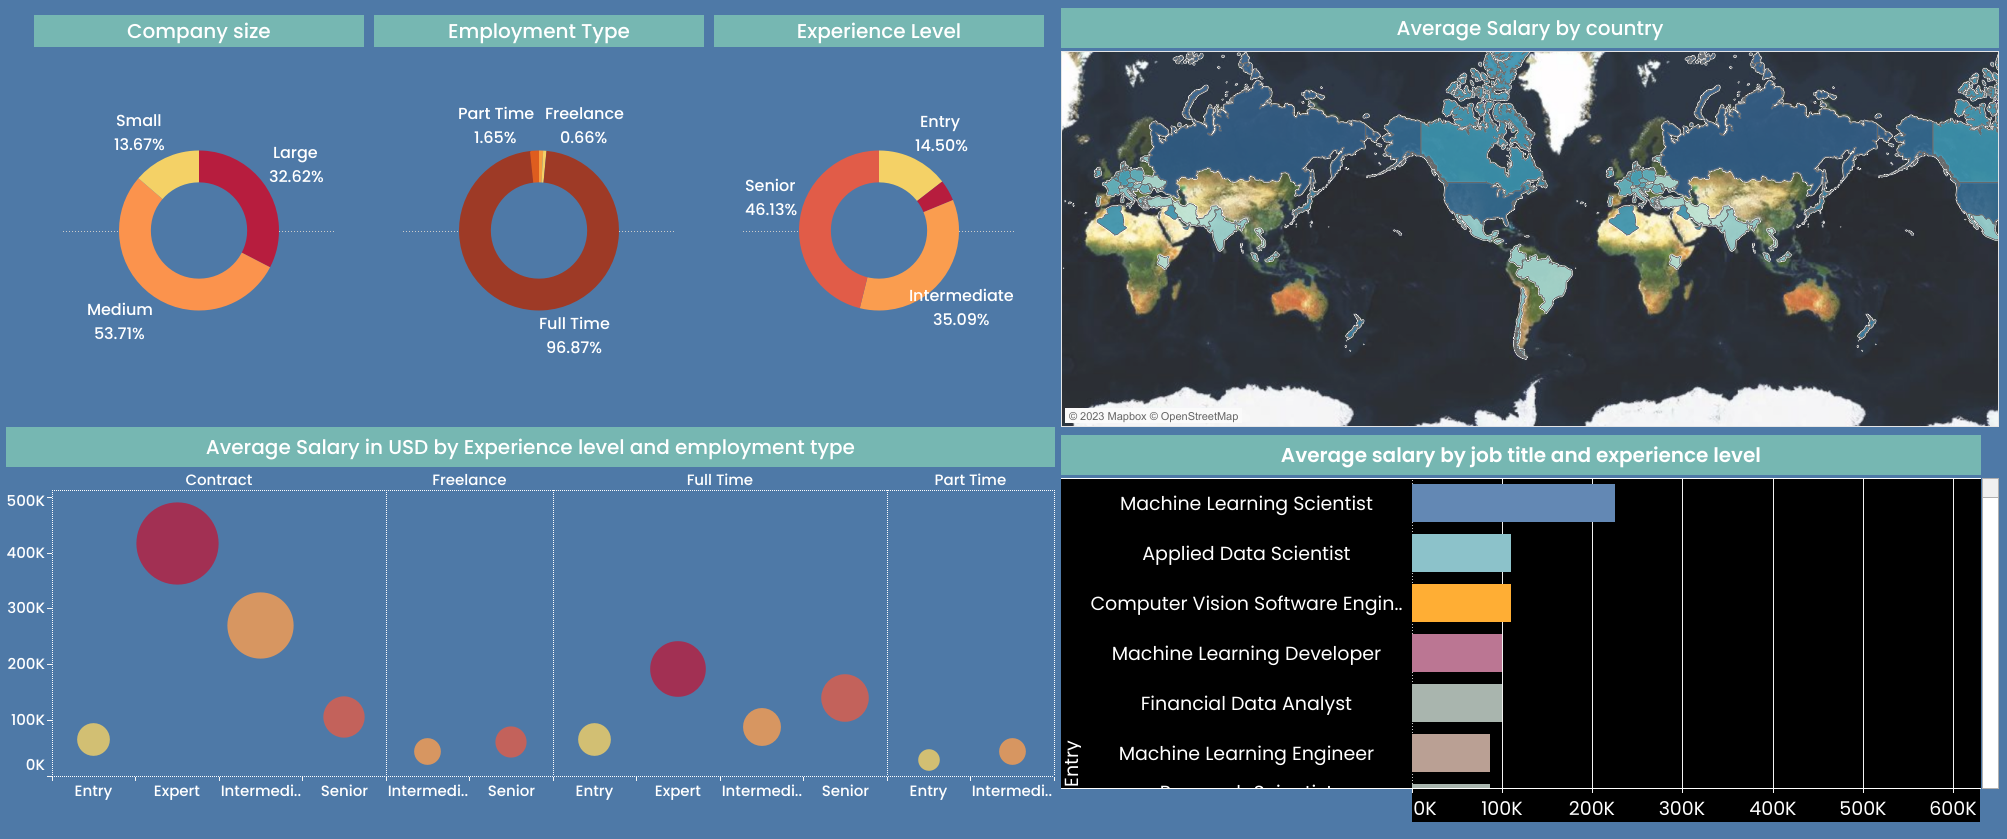 Company size
Employment Type
Experience Level
Average Salary by country
Small
13.67%
Large
32.62%
Medium
53.71%
Part Time
1.65%
Freelance
0.66%
Full Time
96.87%
Entry
14.50%
Senior
46.13%
Intermediate
35.09%
© 2023 Mapbox © OpenStreetMap
Average Salary in USD by Experience level and employment type
Contract
Freelance
Full Time
Part Time
500K
400K
300K
200K
100K
0K
Entry
Expert
Intermedi..
Senior
Intermedi..
Senior
Entry
Expert
Intermedi..
Senior
Entry
Intermedi..
Average salary by job title and experience level
Entry
Machine Learning Scientist
Applied Data Scientist
Computer Vision Software Engin..
Machine Learning Developer
Financial Data Analyst
Machine Learning Engineer
0K
100K
200K
300K
400K
500K
600K